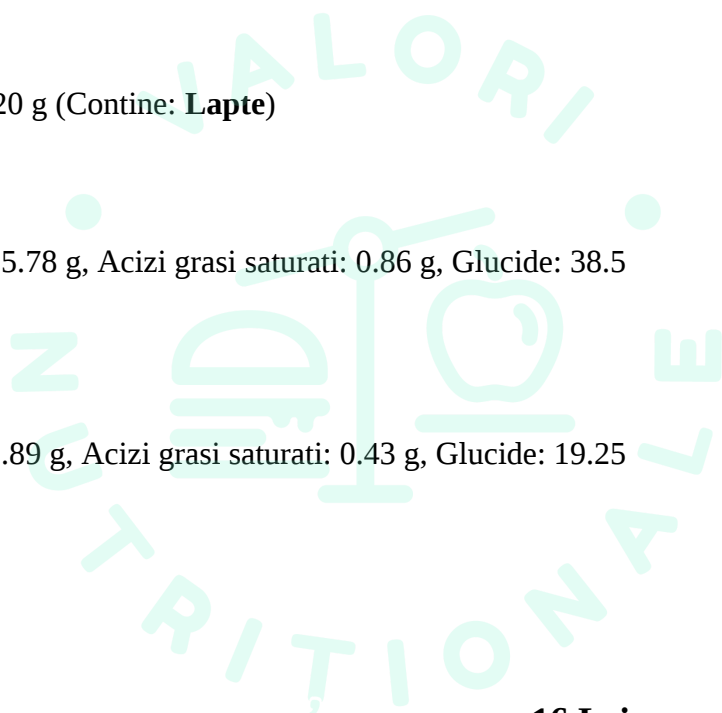 VALORI
20 g (Contine: Lapte)
5.78 g, Acizi grasi saturati: 0.86 g, Glucide: 38.5
.89 g, Acizi grasi saturati: 0.43 g, Glucide: 19.25
NUTRIȚIONALE